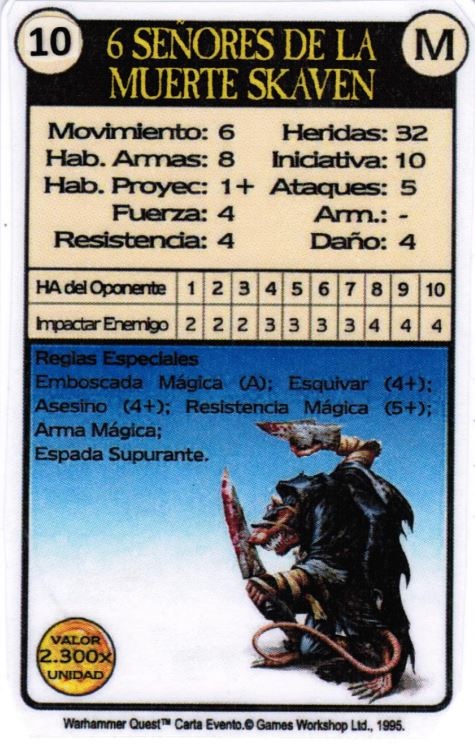 10 6 SEÑORES DE LA M
MUERTE SKAVEN
Movimiento: 6 Heridas: 32
Hab. Armas: 8 Iniciativa: 10
Hab. Proyec: 1+ Ataques: 5
Fuerza: 4 Arm.: -
Resistencia: 4 Daño: 4
HA del Oponente 1 2 3 4 5 6 7 8 9 10
Impactar Enemigo 2 2 2 3 3 3 3 4 4 4
Reglas Especiales
Emboscada Mágica (A); Esquivar (4+);
Asesino (4+); Resistencia Mágica (5+);
Arma Mágica;
Espada Supurante.
VALOR
2.300x
UNIDAD
Warhammer Quest™ Carta Evento.© Games Workshop Ltd., 1995.